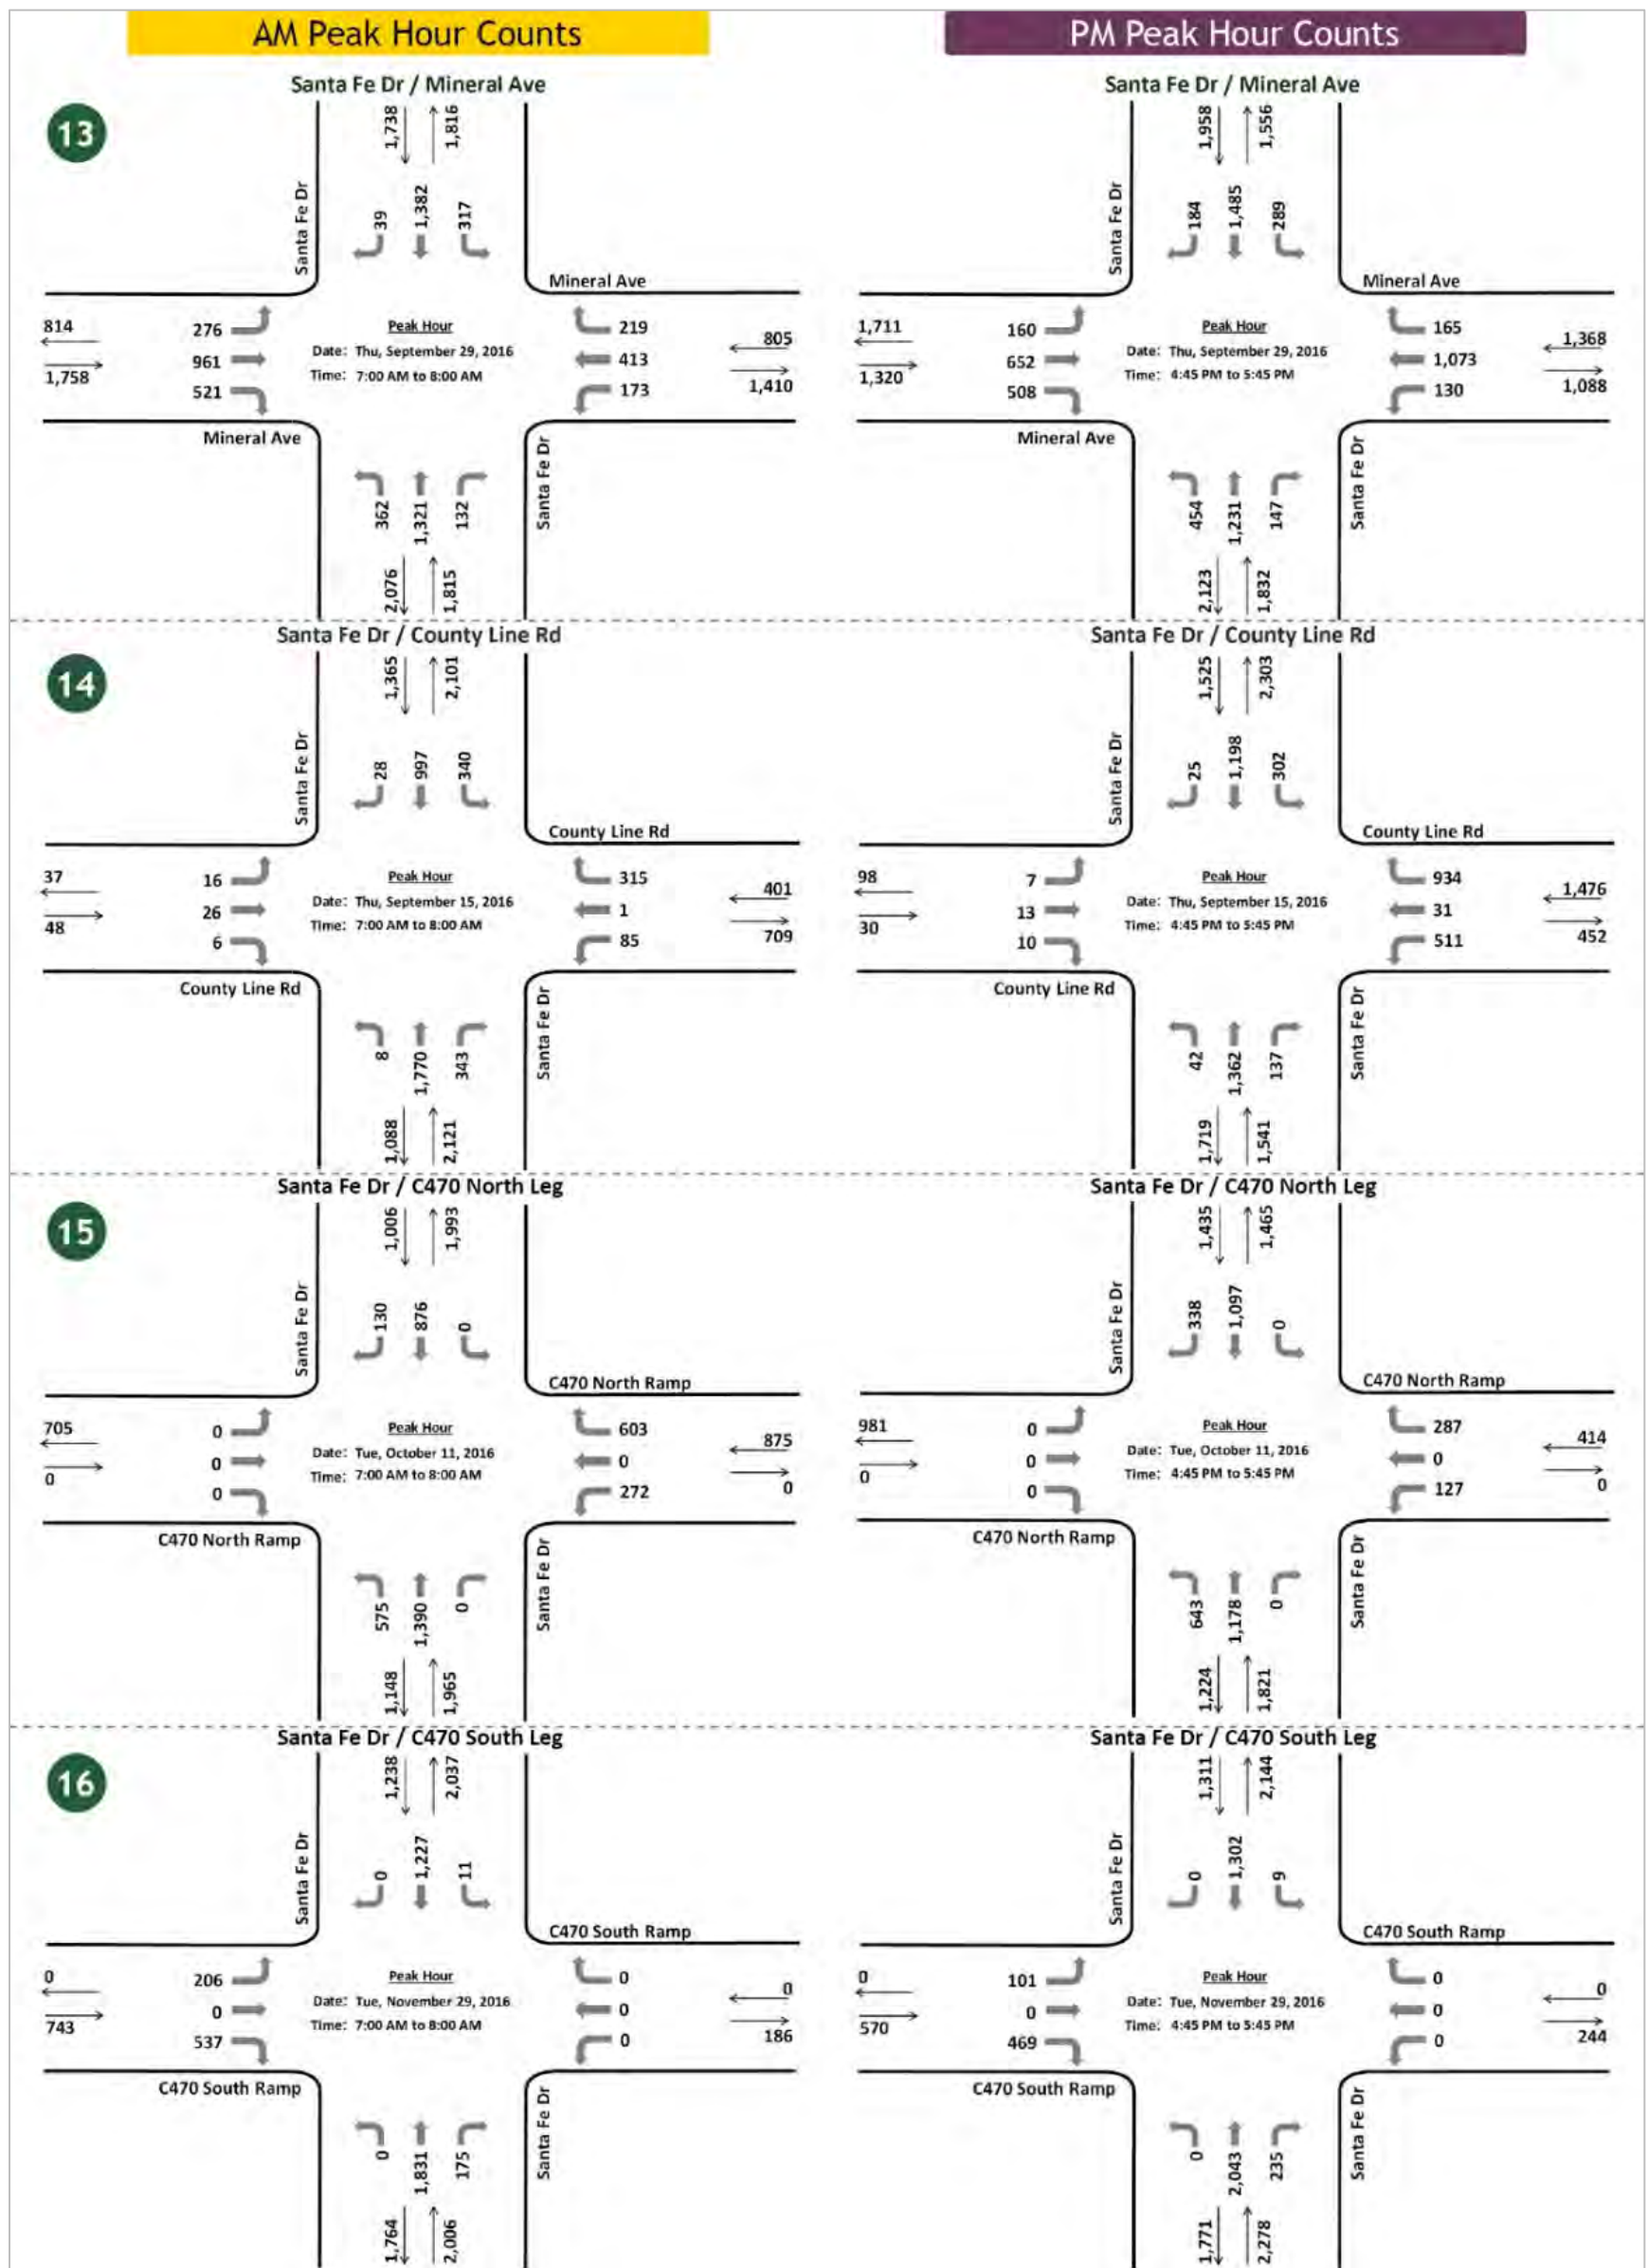 AM Peak Hour Counts
PM Peak Hour Counts
13
Santa Fe Dr / Mineral Ave
1,738
1,816
Santa Fe Dr
39
1,382
317
Mineral Ave
814
1,758
276
961
521
Peak Hour
Date: Thu, September 29, 2016
Time: 7:00 AM to 8:00 AM
219
413
173
805
1,410
Mineral Ave
362
1,321
132
Santa Fe Dr
2,076
1,815
Santa Fe Dr / Mineral Ave
1,958
1,556
Santa Fe Dr
184
1,485
289
Mineral Ave
1,711
1,320
160
652
508
Peak Hour
Date: Thu, September 29, 2016
Time: 4:45 PM to 5:45 PM
165
1,073
130
1,368
1,088
Mineral Ave
454
1,231
147
Santa Fe Dr
2,123
1,832
14
Santa Fe Dr / County Line Rd
1,365
2,101
Santa Fe Dr
28
997
340
County Line Rd
37
48
16
26
6
Peak Hour
Date: Thu, September 15, 2016
Time: 7:00 AM to 8:00 AM
315
1
85
401
709
County Line Rd
8
1,770
343
Santa Fe Dr
1,088
2,121
Santa Fe Dr / County Line Rd
1,525
2,303
Santa Fe Dr
25
1,198
302
County Line Rd
98
30
7
13
10
Peak Hour
Date: Thu, September 15, 2016
Time: 4:45 PM to 5:45 PM
934
31
511
1,476
452
County Line Rd
42
1,362
137
Santa Fe Dr
1,719
1,541
15
Santa Fe Dr / C470 North Leg
1,006
1,993
Santa Fe Dr
130
876
0
C470 North Ramp
705
0
0
0
0
Peak Hour
Date: Tue, October 11, 2016
Time: 7:00 AM to 8:00 AM
603
0
272
875
0
C470 North Ramp
575
1,390
0
Santa Fe Dr
1,148
1,965
Santa Fe Dr / C470 North Leg
1,435
1,465
Santa Fe Dr
338
1,097
0
C470 North Ramp
981
0
0
0
0
Peak Hour
Date: Tue, October 11, 2016
Time: 4:45 PM to 5:45 PM
287
0
127
414
0
C470 North Ramp
643
1,178
0
Santa Fe Dr
1,224
1,821
16
Santa Fe Dr / C470 South Leg
1,238
2,037
Santa Fe Dr
0
1,227
11
C470 South Ramp
0
743
206
0
537
Peak Hour
Date: Tue, November 29, 2016
Time: 7:00 AM to 8:00 AM
0
0
0
0
186
C470 South Ramp
0
1,831
175
Santa Fe Dr
1,764
2,006
Santa Fe Dr / C470 South Leg
1,311
2,144
Santa Fe Dr
0
1,302
9
C470 South Ramp
0
570
101
0
469
Peak Hour
Date: Tue, November 29, 2016
Time: 4:45 PM to 5:45 PM
0
0
0
0
244
C470 South Ramp
0
2,043
235
Santa Fe Dr
1,771
2,278